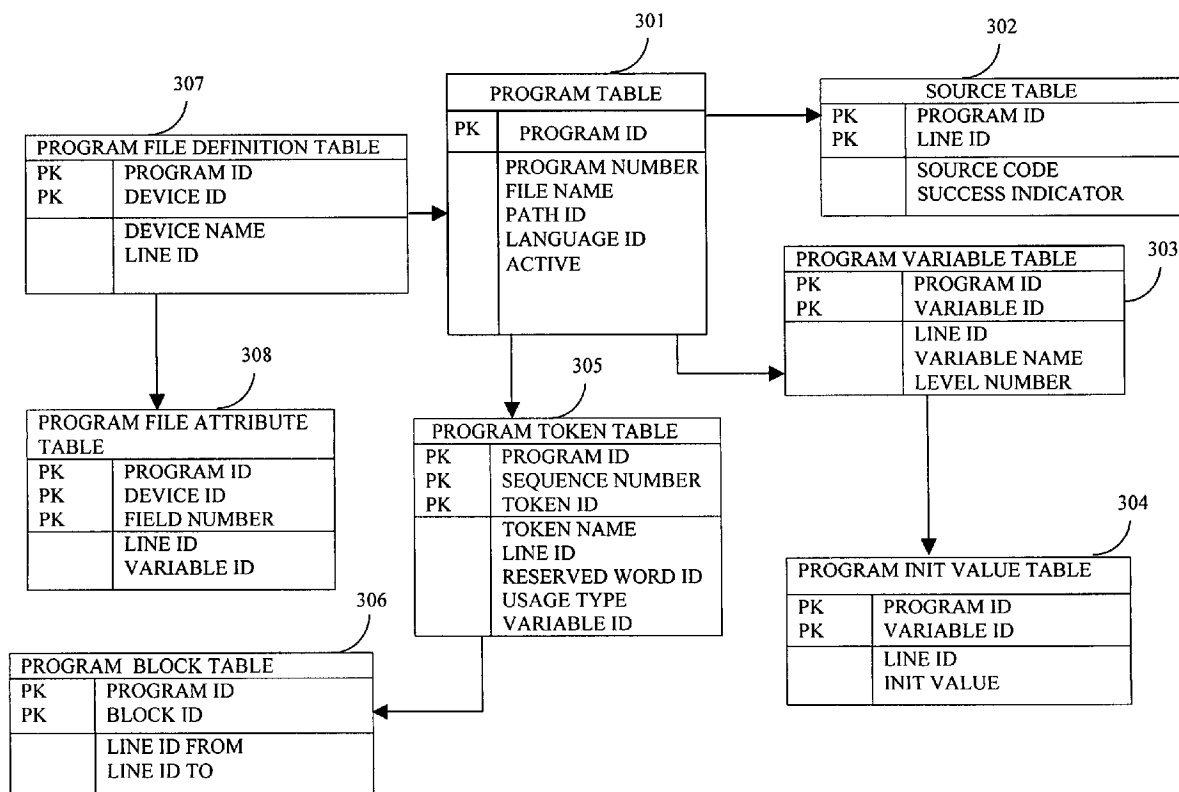 301
PROGRAM TABLE
PK PROGRAM ID
PROGRAM NUMBER
FILE NAME
PATH ID
LANGUAGE ID
ACTIVE
302
SOURCE TABLE
PK PROGRAM ID
PK LINE ID
SOURCE CODE
SUCCESS INDICATOR
307
PROGRAM FILE DEFINITION TABLE
PK PROGRAM ID
PK DEVICE ID
DEVICE NAME
LINE ID
303
PROGRAM VARIABLE TABLE
PK PROGRAM ID
PK VARIABLE ID
LINE ID
VARIABLE NAME
LEVEL NUMBER
308
PROGRAM FILE ATTRIBUTE
TABLE
PK PROGRAM ID
PK DEVICE ID
PK FIELD NUMBER
LINE ID
VARIABLE ID
305
PROGRAM TOKEN TABLE
PK PROGRAM ID
PK SEQUENCE NUMBER
PK TOKEN ID
TOKEN NAME
LINE ID
RESERVED WORD ID
USAGE TYPE
VARIABLE ID
304
PROGRAM INIT VALUE TABLE
PK PROGRAM ID
PK VARIABLE ID
LINE ID
INIT VALUE
306
PROGRAM BLOCK TABLE
PK PROGRAM ID
PK BLOCK ID
LINE ID FROM
LINE ID TO